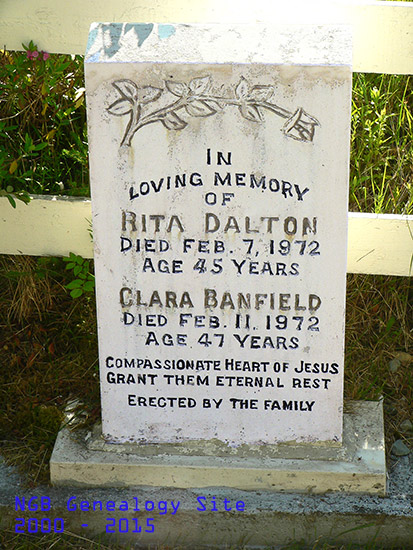 IN
LOVING MEMORY
OF
RITA DALTON
DIED FEB. 7, 1972
AGE 45 YEARS
CLARA BANFIELD
DIED FEB. 11. 1972
AGE 47 YEARS
COMPASSIONATE HEART OF JESUS
GRANT THEM ETERNAL REST
ERECTED BY THE FAMILY
NGB Genealogy Site
2000 - 2015